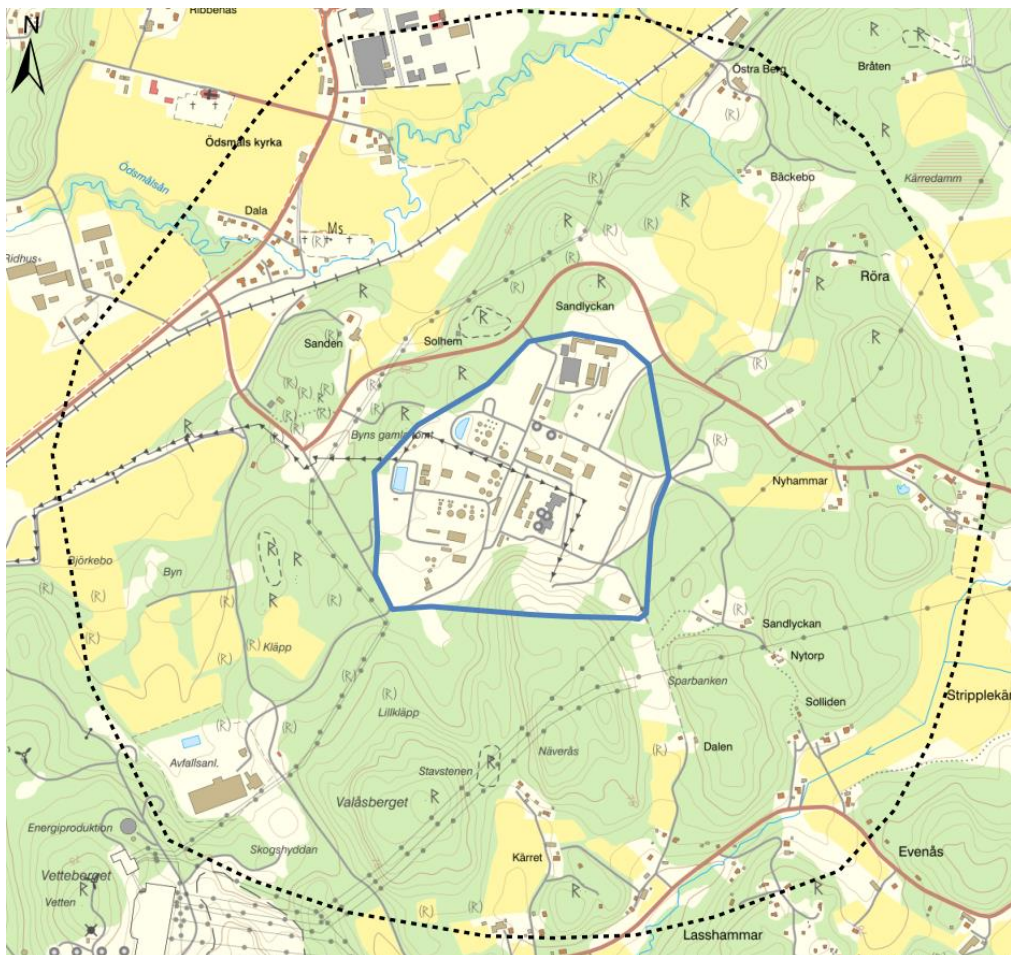 Ribbenäs
N
Östra Berg
Bråten
Ödsmåls kyrka
Ödsmålsån
Bäckebo
Kärredamm
Dala
Ms
(R)
Ridhus
Röra
Sandlyckan
Sanden
Solhem
Byns gamla tomt
Nyhammar
Björkebo
Byn
Sandlyckan
Kläpp
Nytorp
Sparbanken
Lillkläpp
Solliden
Stripplekär
Avfallsanl.
Stavstenen
Näverås
Dalen
Valåsberget
Energiproduktion
Skogshyddan
Kärret
Evenås
Vetteberget
Vetten
Lasshammar